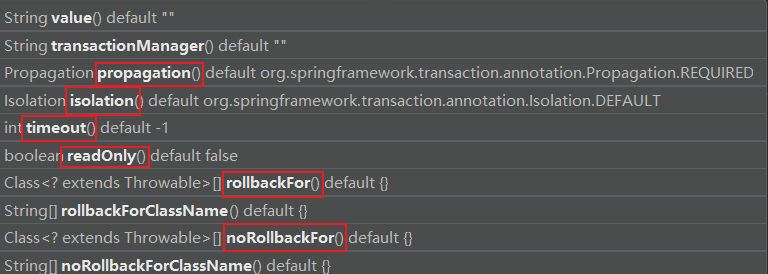 String value() default ""
String transactionManager() default ""
Propagation propagation() default org.springframework.transaction.annotation.Propagation.REQUIRED
Isolation isolation() default org.springframework.transaction.annotation.Isolation.DEFAULT
int timeout() default -1
boolean readOnly() default false
Class<? extends Throwable>[] rollbackFor() default {}
String[] rollbackForClassName() default {}
Class<? extends Throwable>[] noRollbackFor() default {}
String[] noRollbackForClassName() default {}